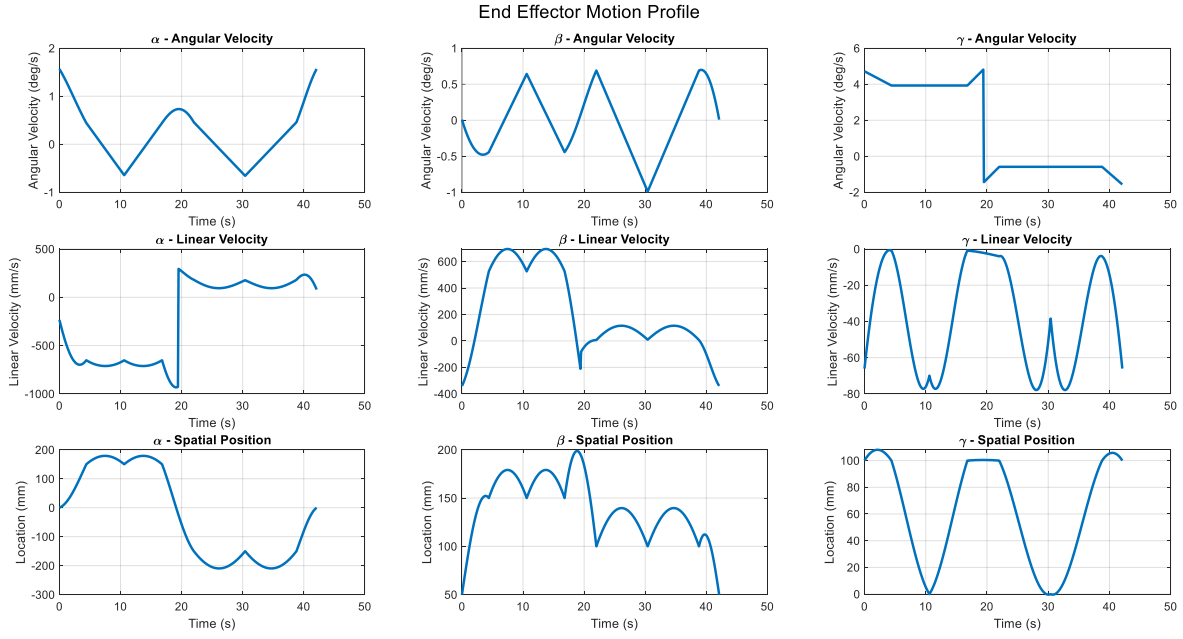 End Effector Motion Profile
α - Angular Velocity
β - Angular Velocity
γ - Angular Velocity
Angular Velocity (deg/s)
2
1
0
-1
0 10 20 30 40 50
Time (s)
Angular Velocity (deg/s)
1
0.5
0
-0.5
-1
0 10 20 30 40 50
Time (s)
Angular Velocity (deg/s)
6
4
2
0
-2
0 10 20 30 40 50
Time (s)
α - Linear Velocity
β - Linear Velocity
γ - Linear Velocity
Linear Velocity (mm/s)
500
0
-500
-1000
0 10 20 30 40 50
Time (s)
Linear Velocity (mm/s)
600
400
200
0
-200
-400
0 10 20 30 40 50
Time (s)
Linear Velocity (mm/s)
0
-20
-40
-60
-80
0 10 20 30 40 50
Time (s)
α - Spatial Position
β - Spatial Position
γ - Spatial Position
Location (mm)
200
100
0
-100
-200
-300
0 10 20 30 40 50
Time (s)
Location (mm)
200
150
100
50
0 10 20 30 40 50
Time (s)
Location (mm)
100
80
60
40
20
0
0 10 20 30 40 50
Time (s)